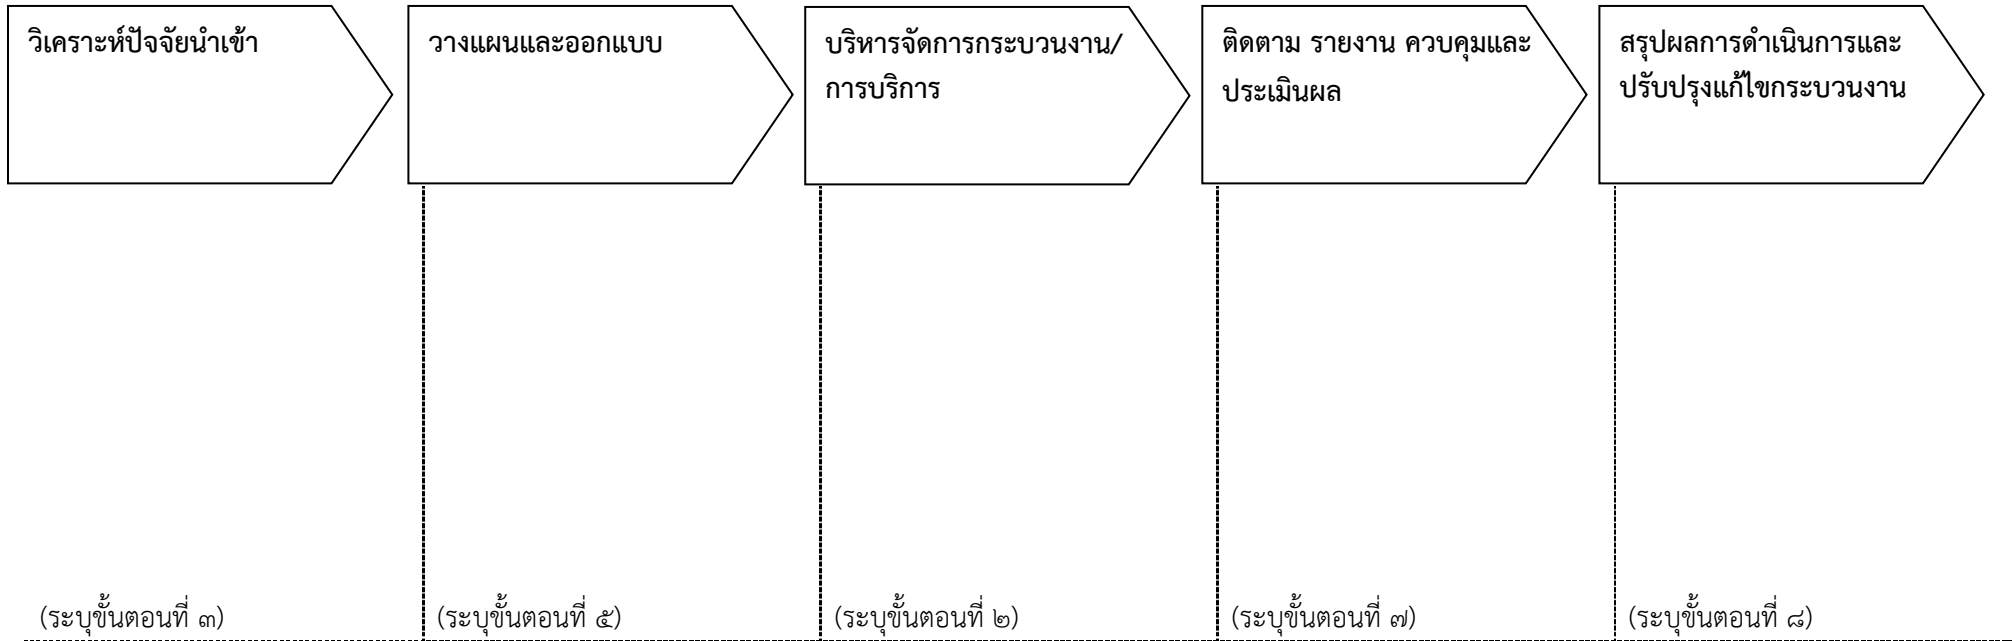 วิเคราะห์ปัจจัยนำเข้า
วางแผนและออกแบบ
บริหารจัดการกระบวนงาน/
การบริการ
ติดตาม รายงาน ควบคุมและ
ประเมินผล
สรุปผลการดำเนินการและ
ปรับปรุงแก้ไขกระบวนงาน
(ระบุขั้นตอนที่ ๓)
(ระบุขั้นตอนที่ ๕)
(ระบุขั้นตอนที่ ๒)
(ระบุขั้นตอนที่ ๗)
(ระบุขั้นตอนที่ ๘)